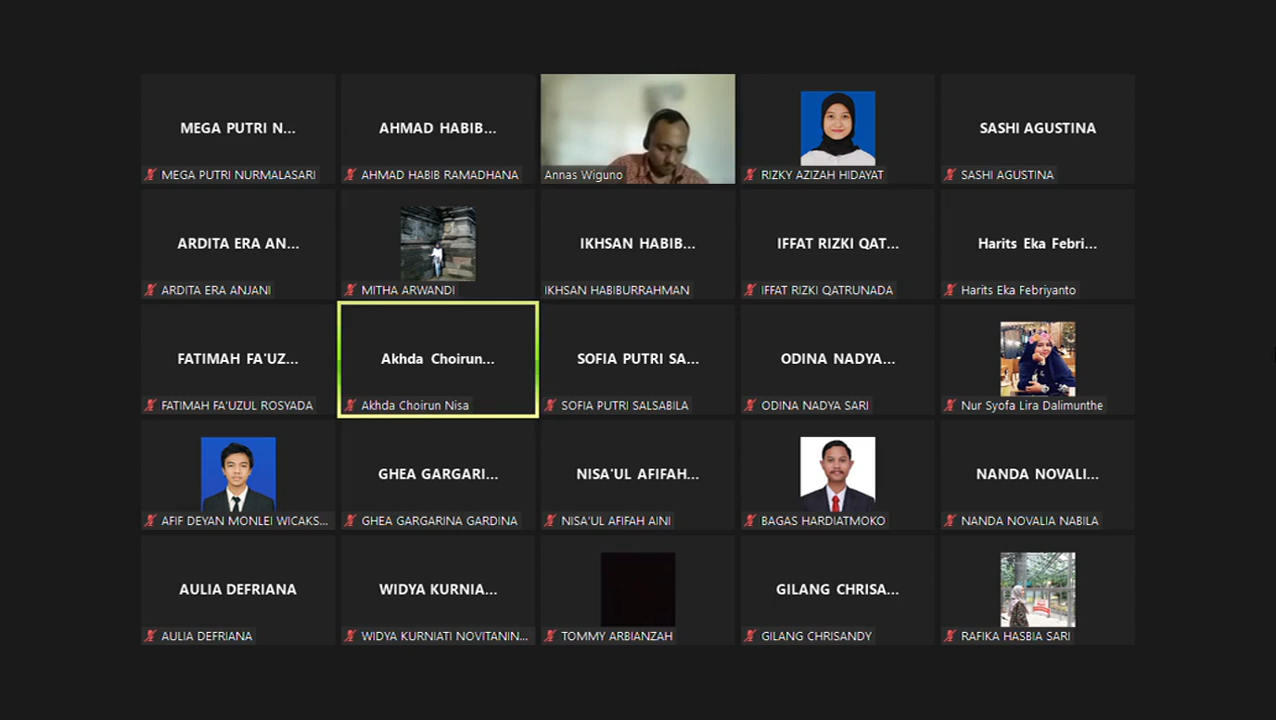 MEGA PUTRI N...
MEGA PUTRI NURMALASARI
AHMAD HABIB...
AHMAD HABIB RAMADHANA
Annas Wiguno
RIZKY AZIZAH HIDAYAT
SASHI AGUSTINA
SASHI AGUSTINA
ARDITA ERA AN...
ARDITA ERA ANJANI
MITHA ARWANDI
IKHSAN HABIB...
IKHSAN HABIBURRAHMAN
IFFAT RIZKI QAT...
IFFAT RIZKI QATRUNADA
Harits Eka Febri...
Harits Eka Febriyanto
FATIMAH FA'UZ...
FATIMAH FA'UZUL ROSYADA
Akhda Choirun...
Akhda Choirun Nisa
SOFIA PUTRI SA...
SOFIA PUTRI SALSABILA
ODINA NADYA...
ODINA NADYA SARI
Nur Syofa Lira Dalimunthe
AFIF DEYAN MONLEI WICAKS...
GHEA GARGARI...
GHEA GARGARINA GARDINA
NISA'UL AFIFAH...
NISA'UL AFIFAH AINI
BAGAS HARDIATMOKO
NANDA NOVALI...
NANDA NOVALIA NABILA
AULIA DEFRIANA
AULIA DEFRIANA
WIDYA KURNIA...
WIDYA KURNIATI NOVITANIN...
TOMMY ARBIANZAH
GILANG CHRISA...
GILANG CHRISANDY
RAFIKA HASBIA SARI